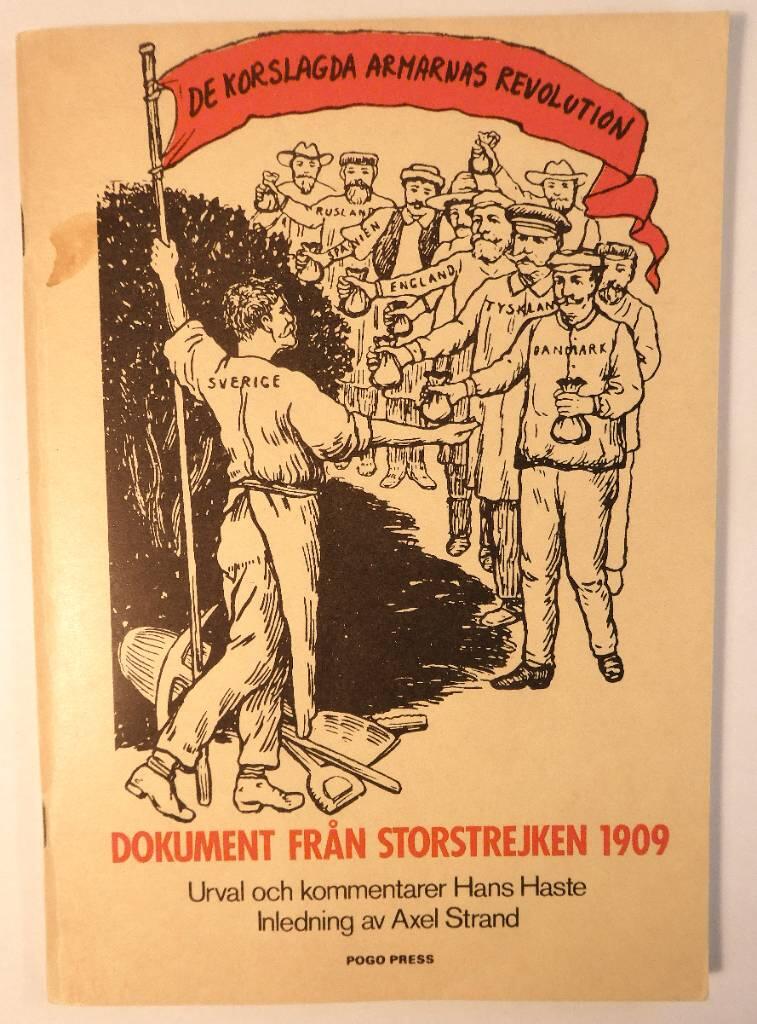 DE KORSLAGDA ARMARNAS REVOLUTION
RUSLAND
SPANIEN
ENGLAND
TYSKLAN
DANMARK
SVERIGE
DOKUMENT FRÅN STORSTREJKEN 1909
Urval och kommentarer Hans Haste
Inledning av Axel Strand
POGO PRESS